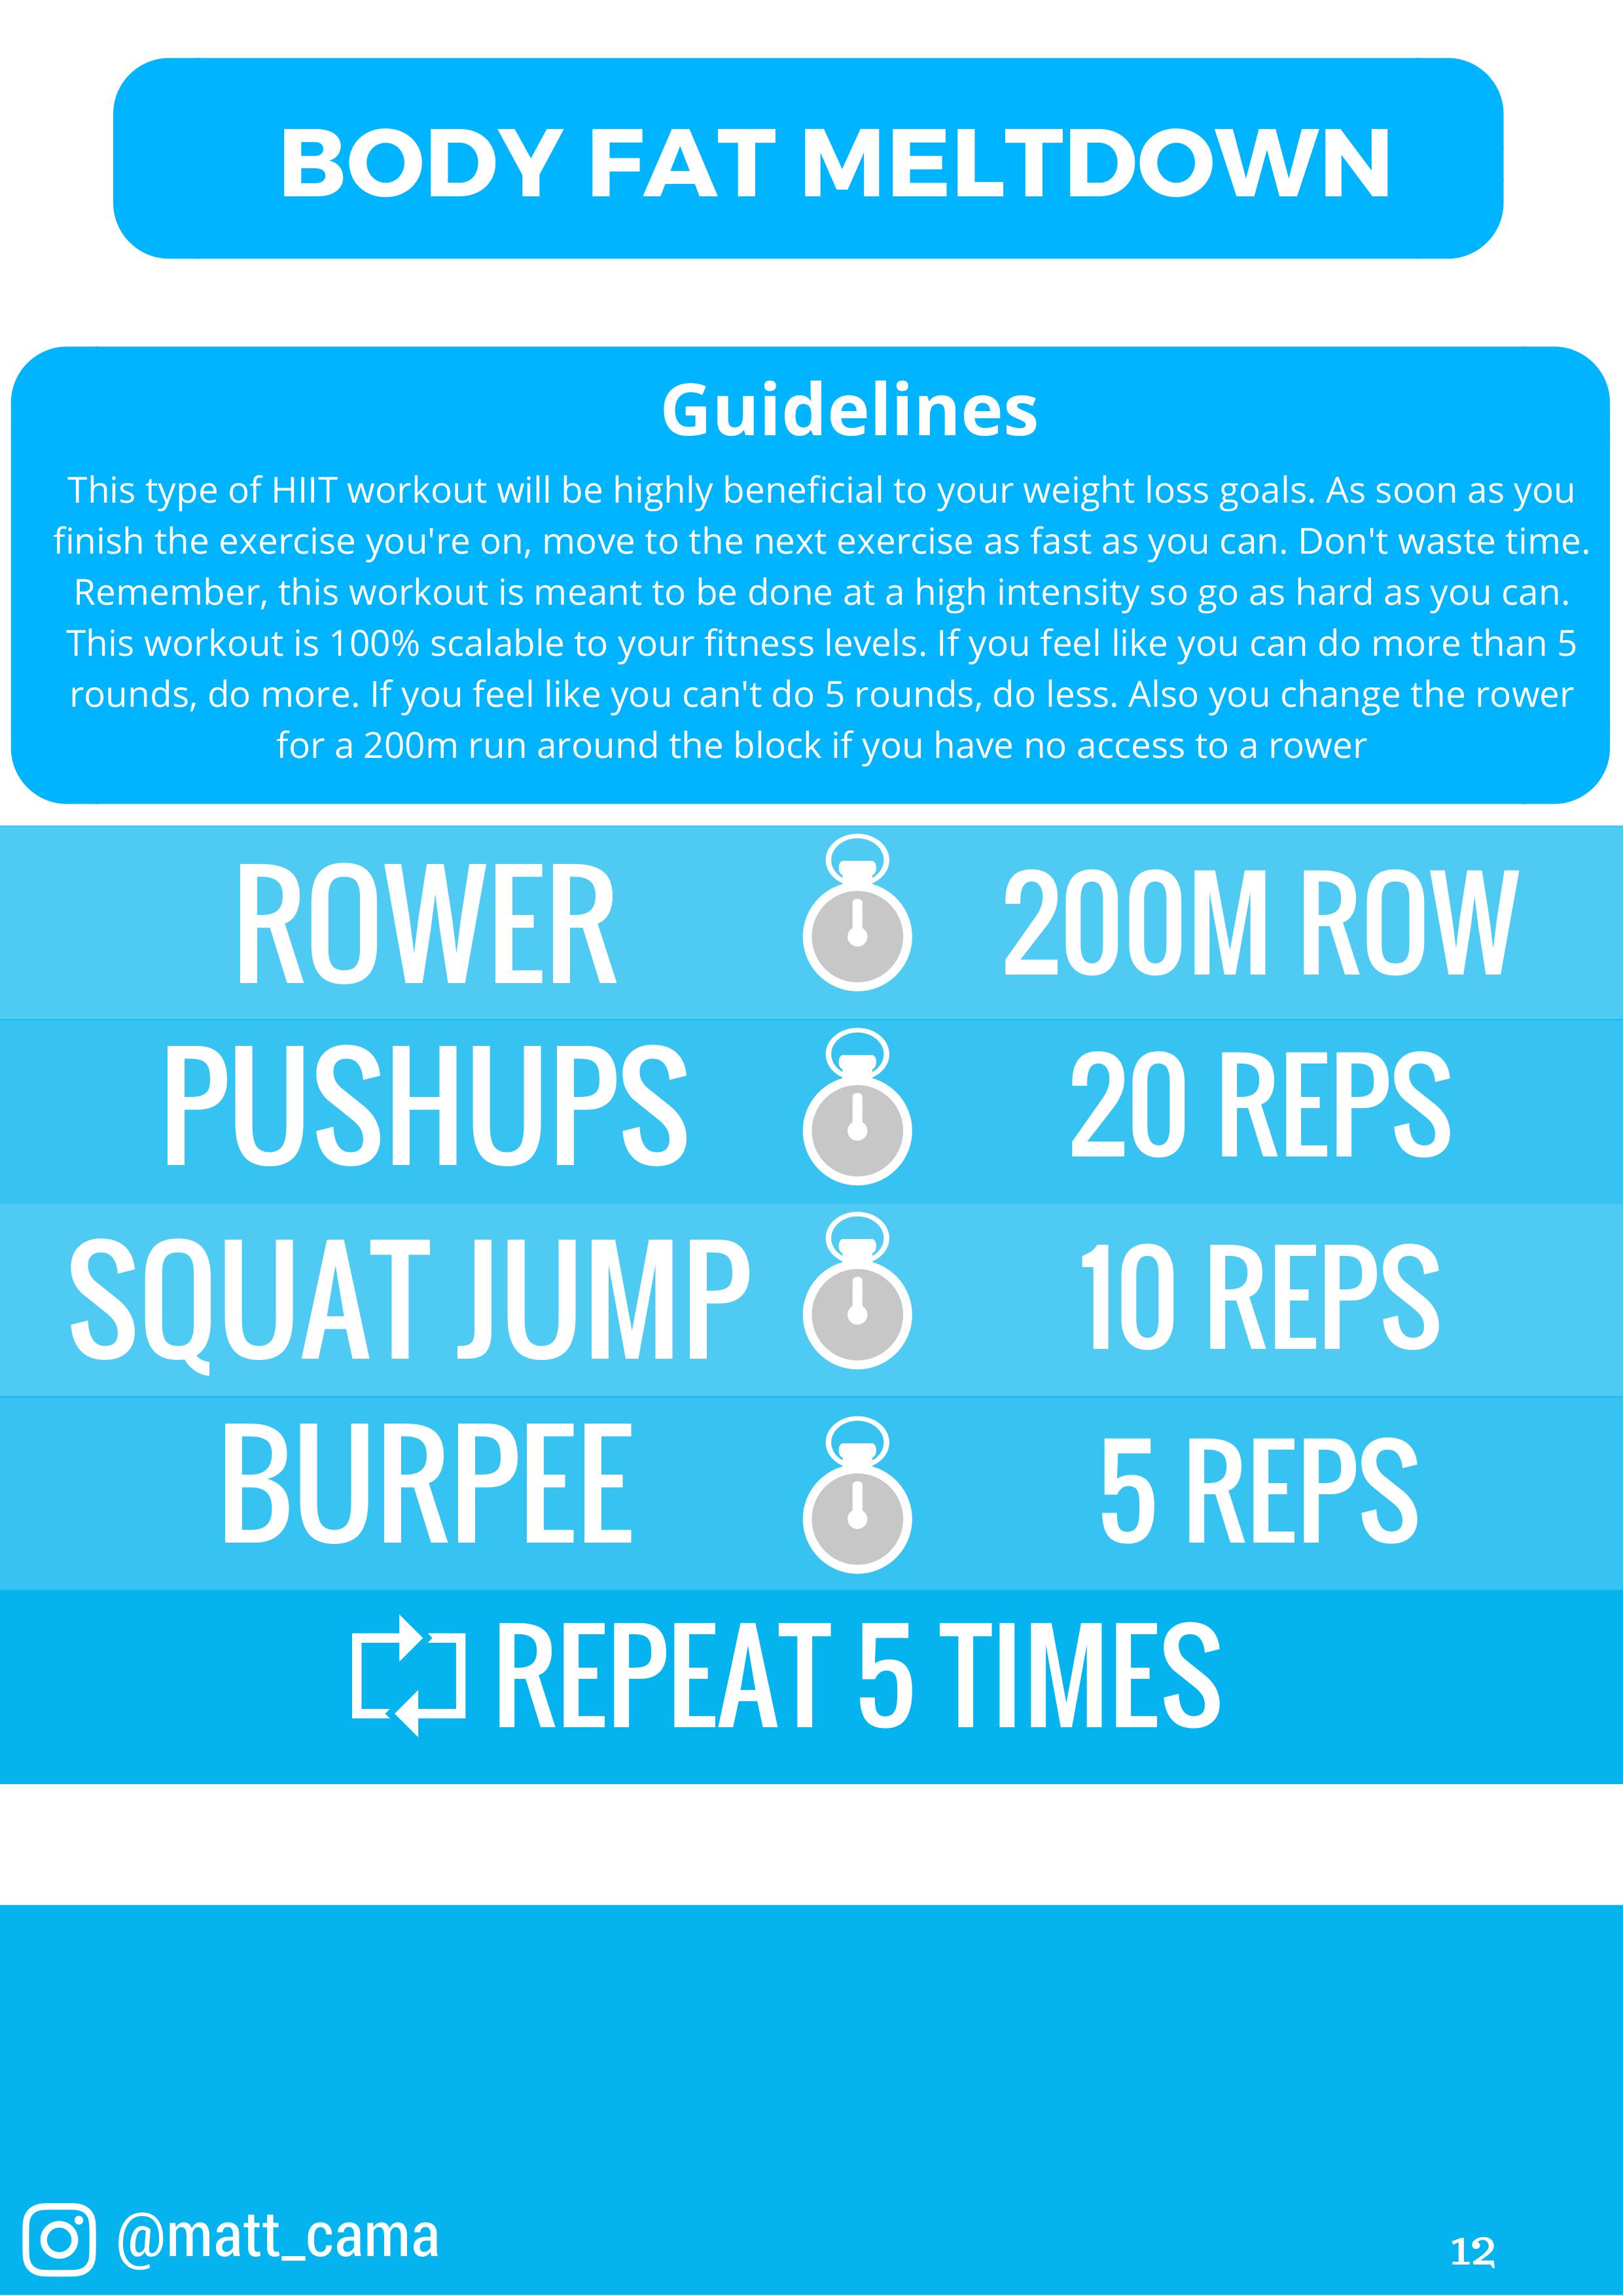 BODY FAT MELTDOWN
Guidelines
This type of HIIT workout will be highly beneficial to your weight loss goals. As soon as you
finish the exercise you're on, move to the next exercise as fast as you can. Don't waste time.
Remember, this workout is meant to be done at a high intensity so go as hard as you can.
This workout is 100% scalable to your fitness levels. If you feel like you can do more than 5
rounds, do more. If you feel like you can't do 5 rounds, do less. Also you change the rower
for a 200m run around the block if you have no access to a rower
ROWER 200M ROW
PUSHUPS 20 REPS
SQUAT JUMP 10 REPS
BURPEE 5 REPS
REPEAT 5 TIMES
@matt_cama 12